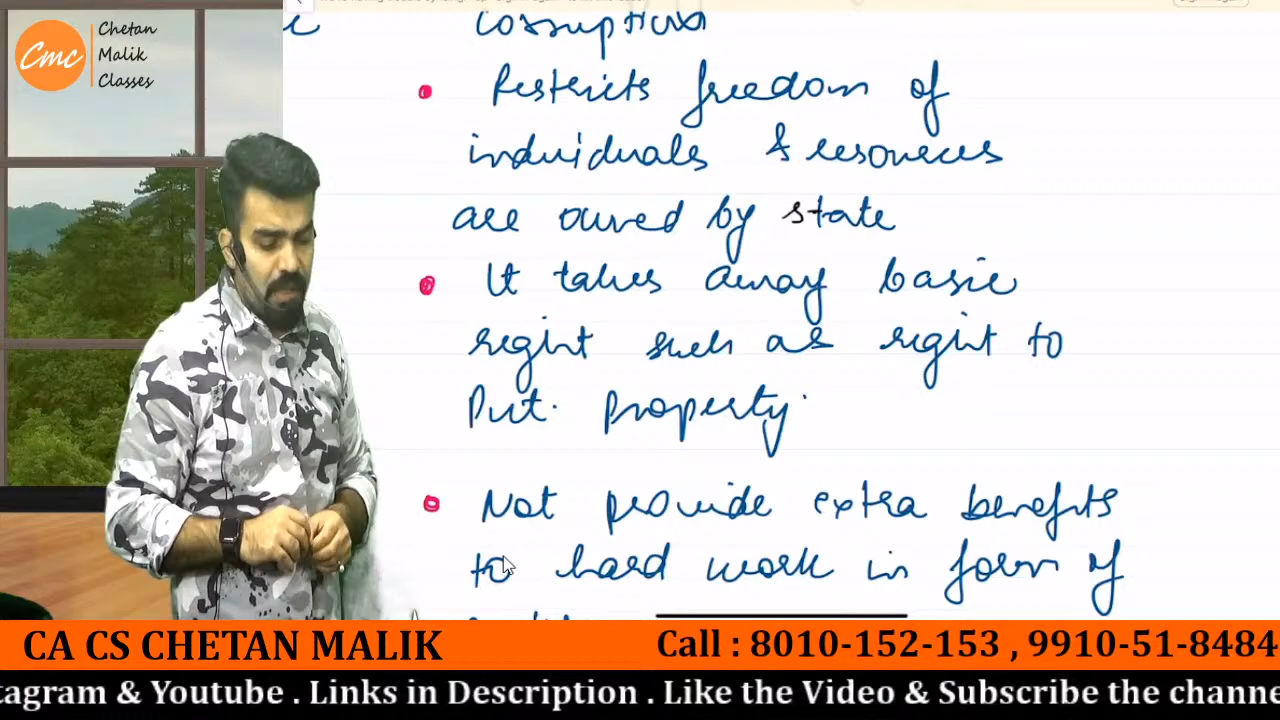 Cmc
Chetan
Malik
Classes
corruption
Restricts freedom of
individuals & resources
are owned by state
It takes away basic
right such as right to
Pvt. Property.
Not provide extra benefits
to hard work in form of
CA CS CHETAN MALIK
Call : 8010-152-153 , 9910-51-8484
tagram & Youtube . Links in Description . Like the Video & Subscribe the channe